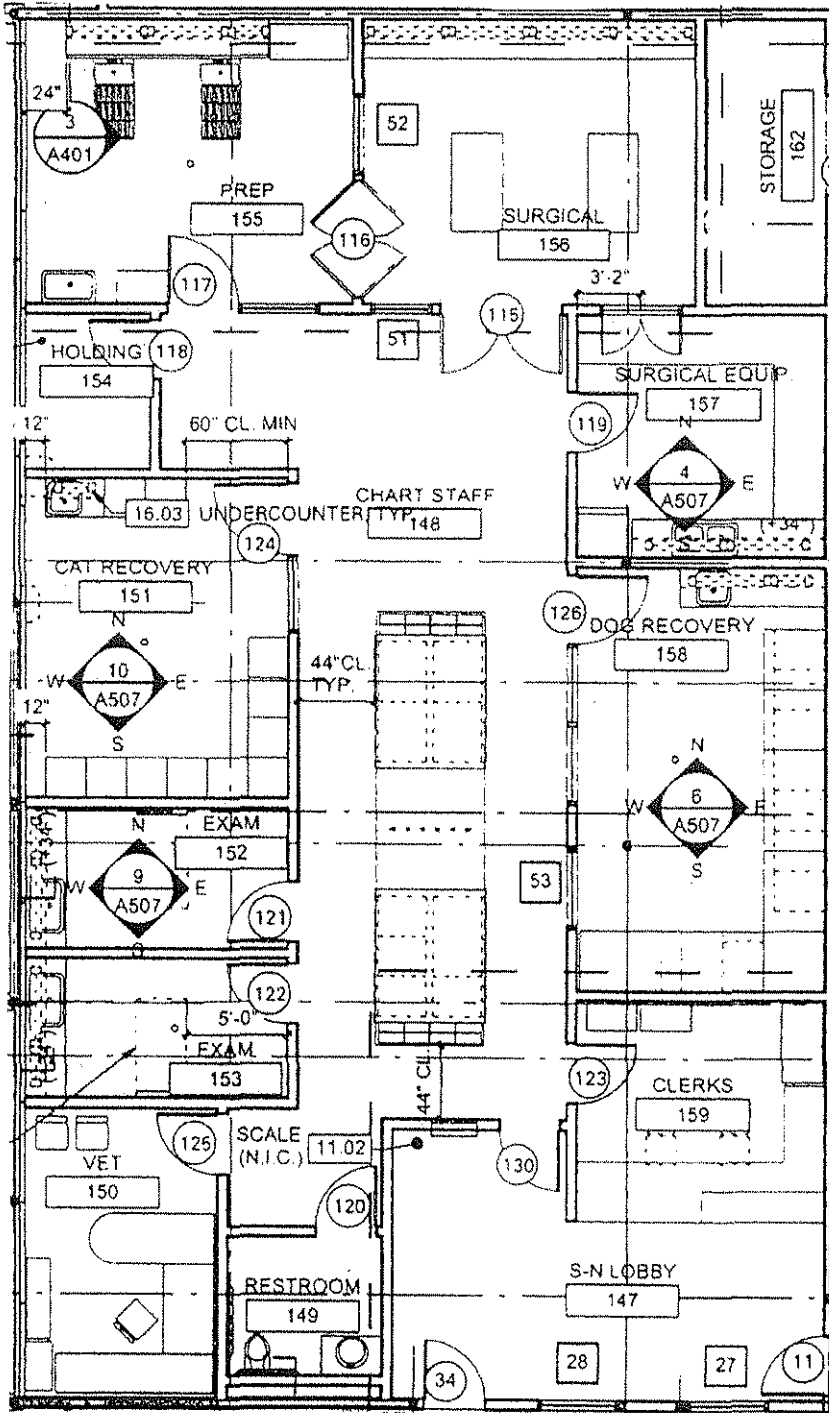 24"
3
A401
52
STORAGE
162
PREP
155
SURGICAL
156
116
117
3'-2"
115
51
118
HOLDING
154
SURGICAL EQUIP.
157
12"
60" CL. MIN
119
N
4
W
E
A507
S
CHART STAFF
148
16.03
UNDERCOUNTER, TYP.
124
(+34")
CAT RECOVERY
151
126
DOG RECOVERY
158
N
10
W
E
A507
S
44" CL.
TYP.
12"
N
6
W
E
A507
S
EXAM
152
(+34")
N
9
W
E
A507
53
121
122
5'-0"
EXAM
153
44" CL.
123
CLERKS
159
125
SCALE
(N.I.C.)
11.02
130
VET
150
120
S-N LOBBY
147
RESTROOM
149
34
28
27
11